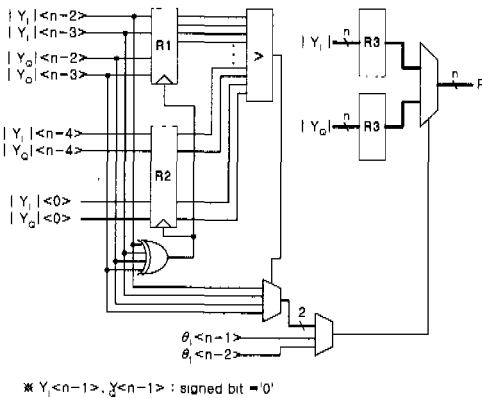 | Y_I |<n-2>
| Y_I |<n-3>
| Y_Q |<n-2>
| Y_Q |<n-3>
| Y_I |<n-4>
| Y_Q |<n-4>
| Y_I |<0>
| Y_Q |<0>
R1
R2
>
2
θ_I<n-1>
θ_I<n-2>
| Y_I |
n
R3
| Y_Q |
n
R3
n
※ Y_I<n-1>, Y_Q<n-1> : signed bit ='0'